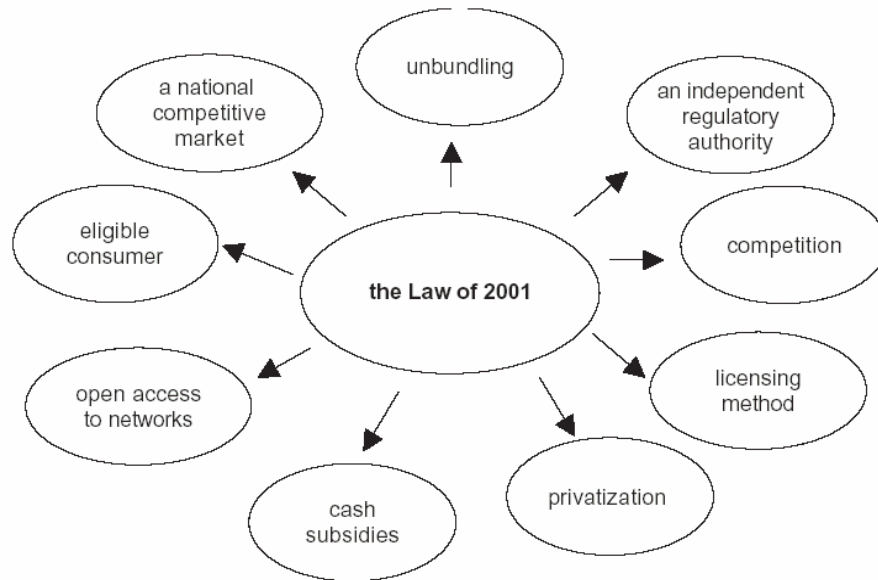 unbundling
a national
competitive
market
an independent
regulatory
authority
eligible
consumer
competition
the Law of 2001
open access
to networks
licensing
method
cash
subsidies
privatization